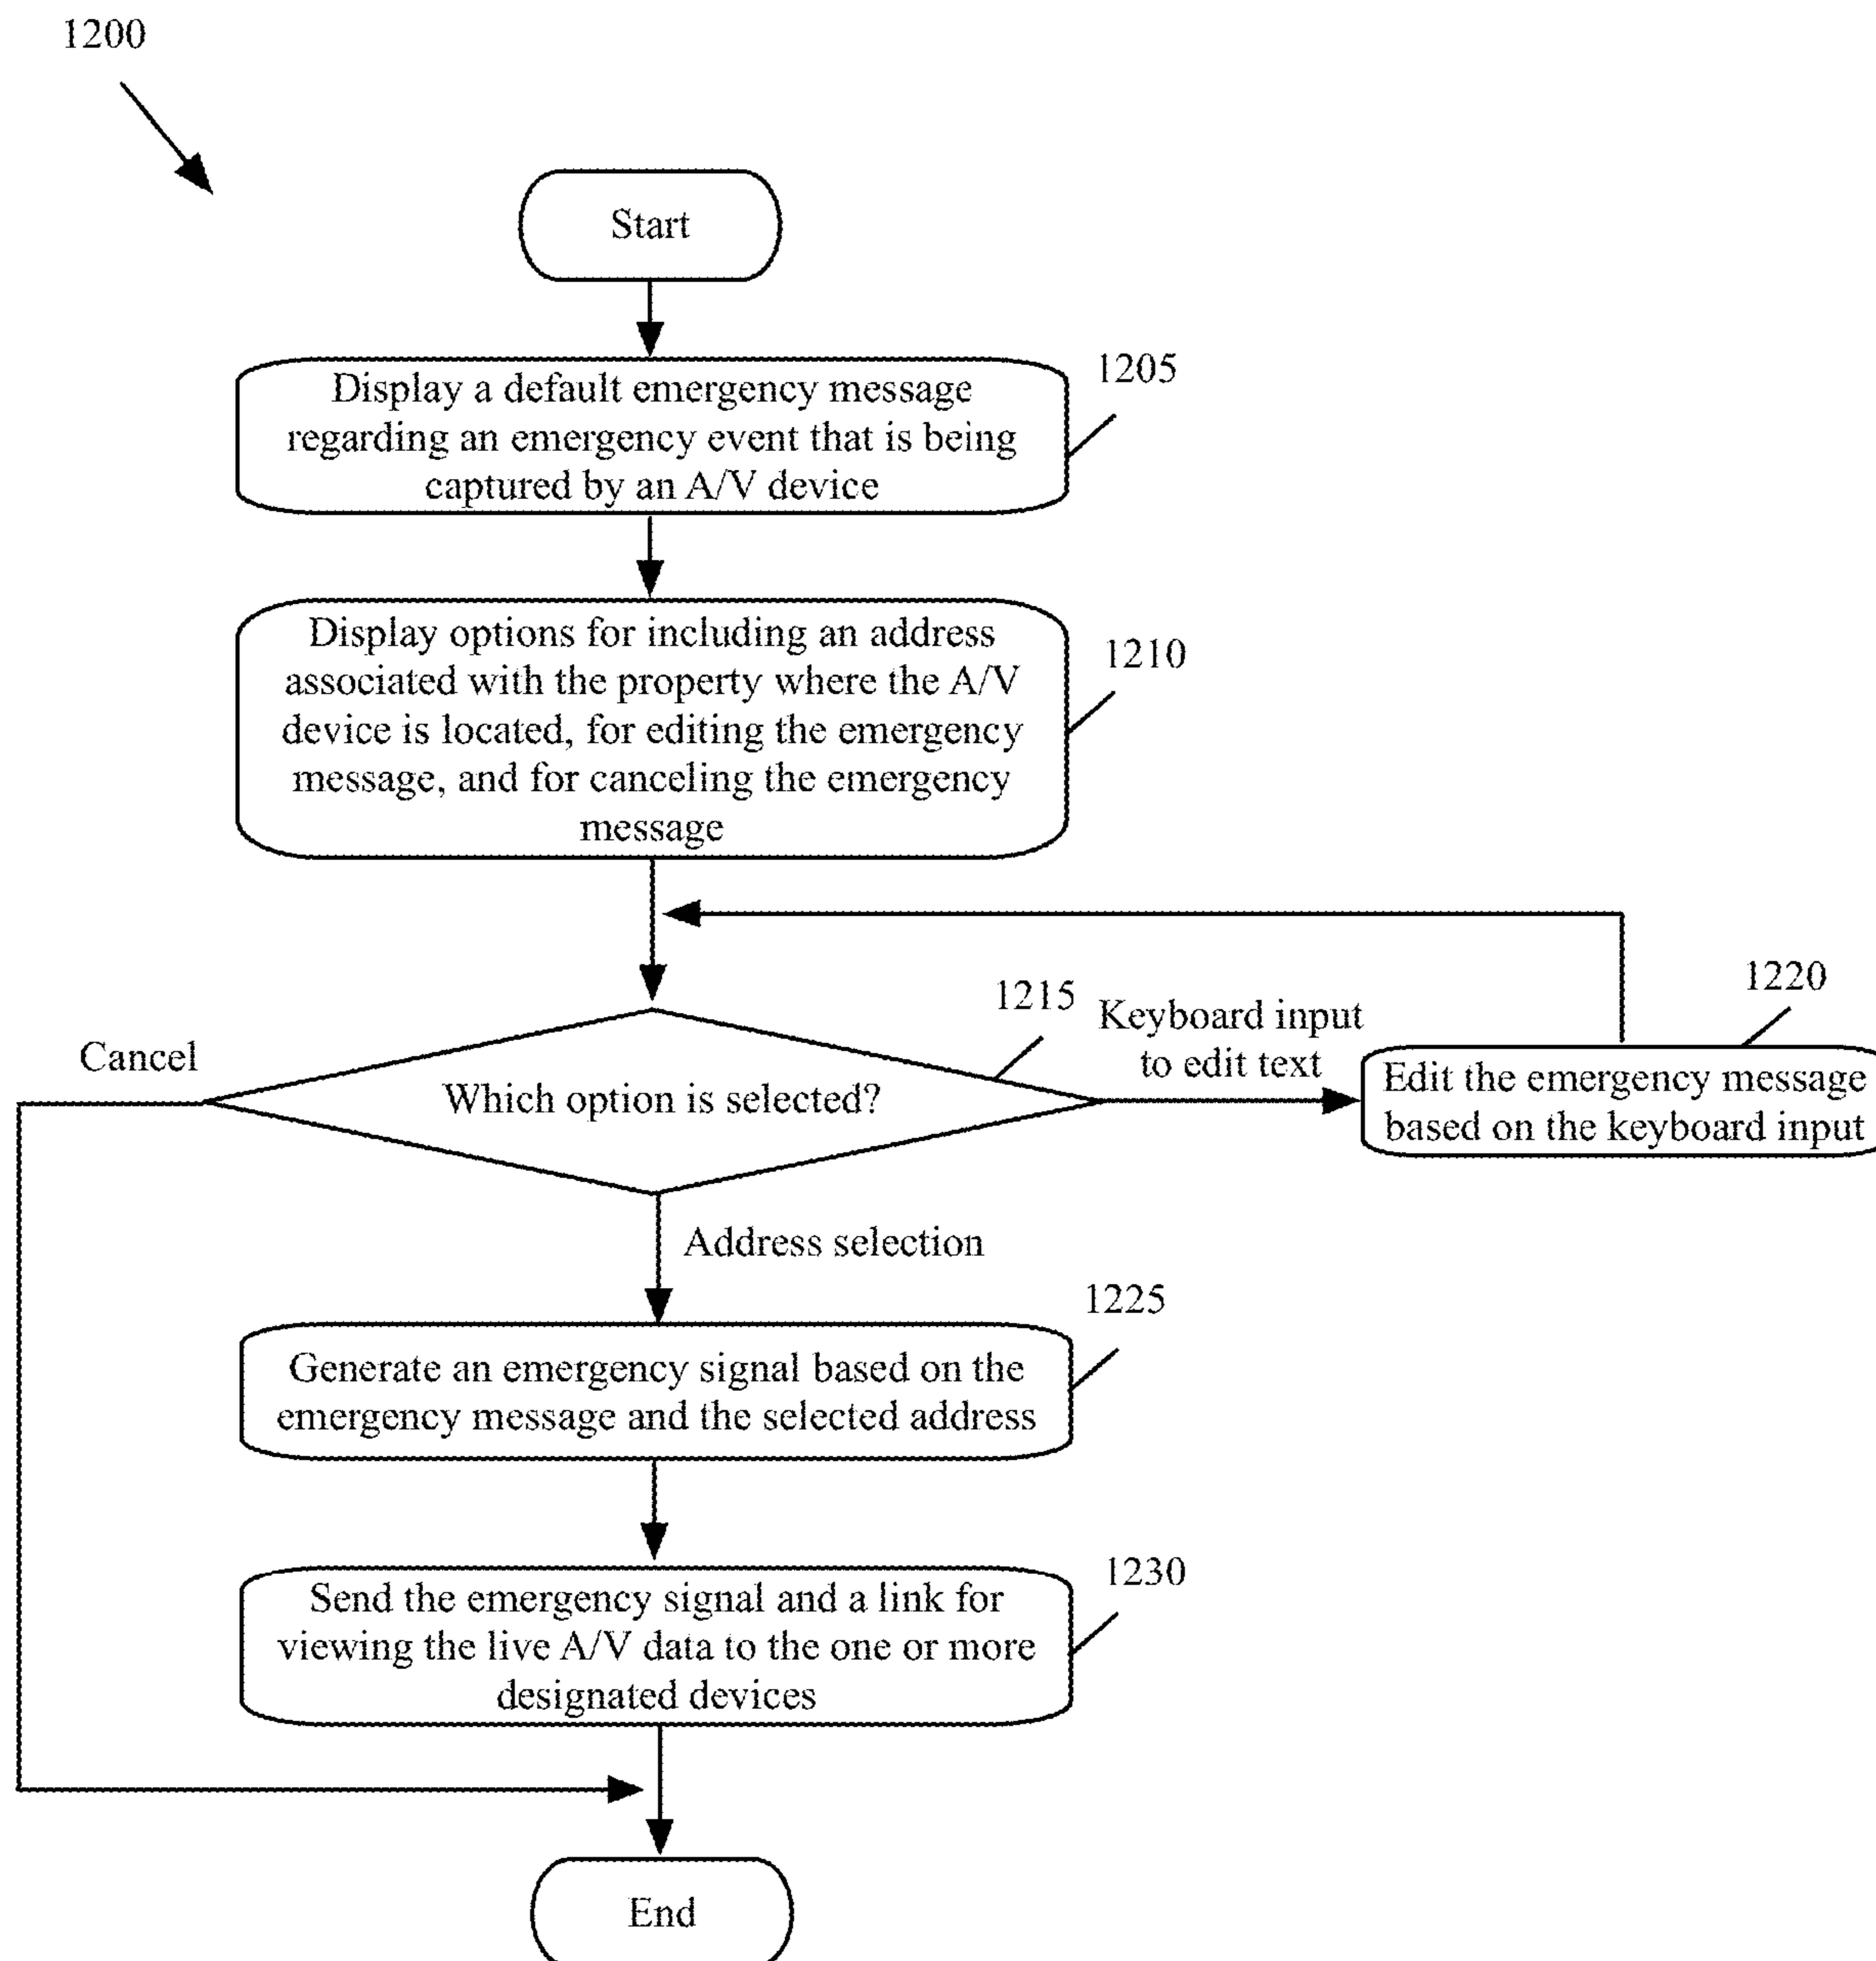 1200
Start
Display a default emergency message
regarding an emergency event that is being
captured by an A/V device
1205
Display options for including an address
associated with the property where the A/V
device is located, for editing the emergency
message, and for canceling the emergency
message
1210
Cancel
Which option is selected?
1215
Keyboard input
to edit text
1220
Edit the emergency message
based on the keyboard input
Address selection
1225
Generate an emergency signal based on the
emergency message and the selected address
1230
Send the emergency signal and a link for
viewing the live A/V data to the one or more
designated devices
End